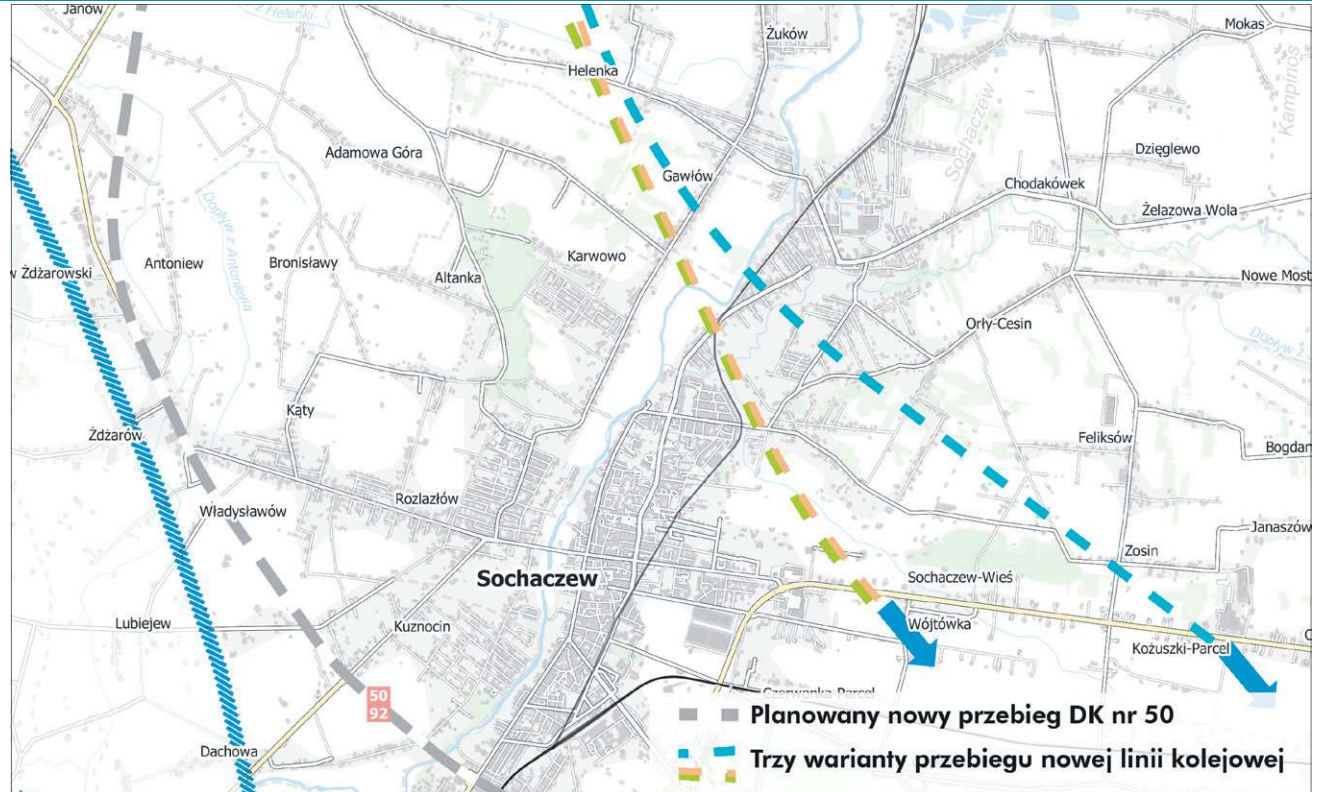 Janów
z Helenki
Żuków
Mokas
Helenka
Kampinos
Sochaczew
Adamowa Góra
Dzięglewo
Gawłów
Chodakówek
Żelazowa Wola
Dopływ z Antoniewa
w Żdżarowski
Antoniew
Bronisławy
Karwowo
Altanka
Nowe Most
Orły-Cesin
Dopływ z
Kąty
Żdżarów
Feliksów
Bogdan
Rozlazłów
Władysławów
Janaszów
Zosin
Sochaczew
Sochaczew-Wieś
Lubiejew
Kuznocin
Wójtówka
Kożuszki-Parcel
50
92
Czerwonka-Parcel
Planowany nowy przebieg DK nr 50
Dachowa
Trzy warianty przebiegu nowej linii kolejowej